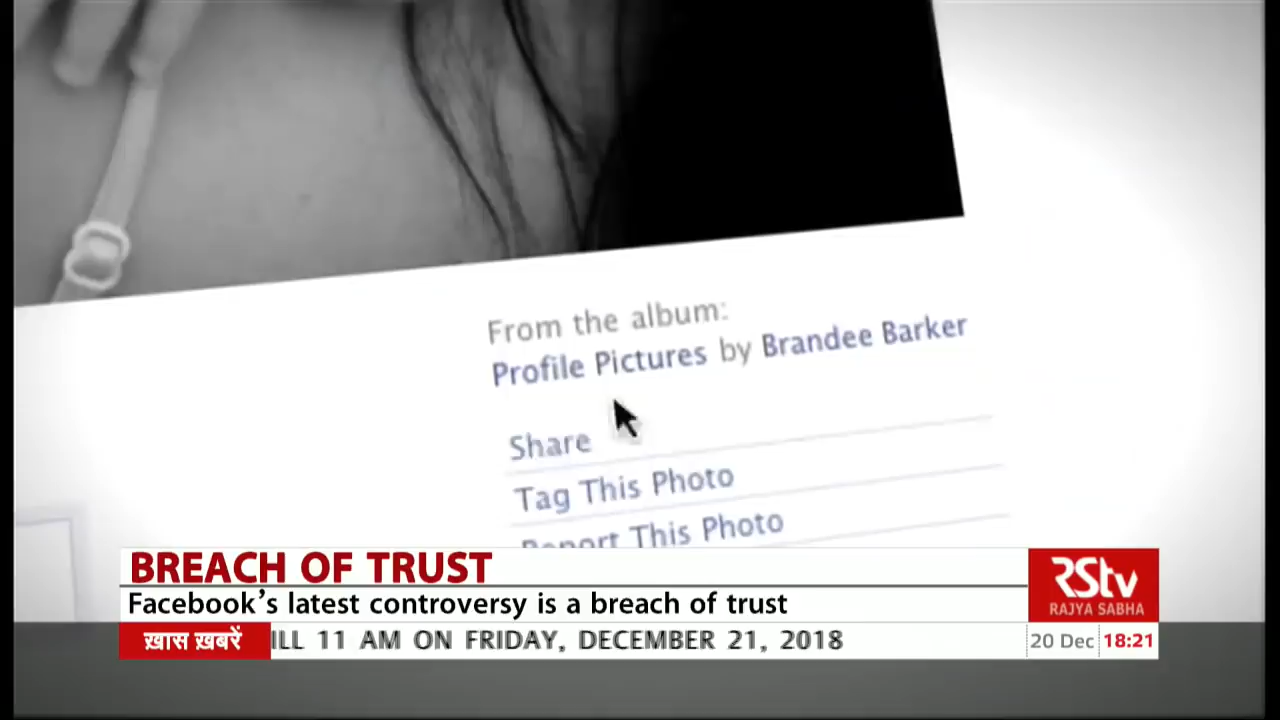 From the album:
Profile Pictures by Brandee Barker
Share
Tag This Photo
Report This Photo
BREACH OF TRUST
Facebook's latest controversy is a breach of trust
RStv
RAJYA SABHA
ख़ास ख़बरें
ILL 11 AM ON FRIDAY, DECEMBER 21, 2018
20 Dec
18:21